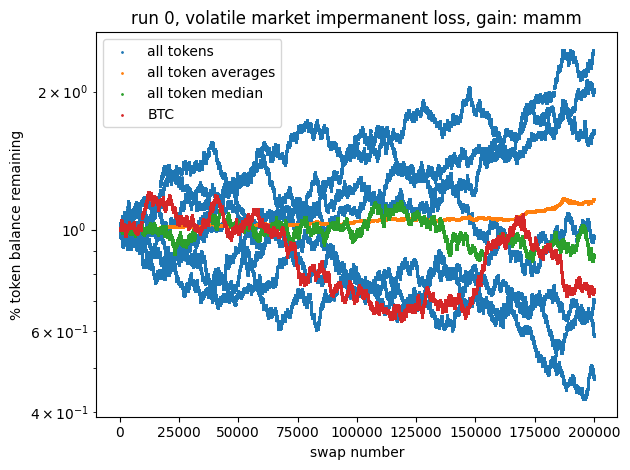 run 0, volatile market impermanent loss, gain: mamm
all tokens
all token averages
all token median
BTC
% token balance remaining
2 × 10⁰
10⁰
6 × 10⁻¹
4 × 10⁻¹
0 25000 50000 75000 100000 125000 150000 175000 200000
swap number